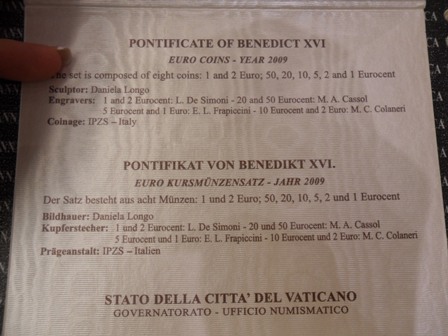 PONTIFICATE OF BENEDICT XVI
EURO COINS - YEAR 2009
The set is composed of eight coins: 1 and 2 Euro; 50, 20, 10, 5, 2 and 1 Eurocent
Sculptor: Daniela Longo
Engravers: 1 and 2 Eurocent: L. De Simoni - 20 and 50 Eurocent: M. A. Cassol
5 Eurocent and 1 Euro: E. L. Frapiccini - 10 Eurocent and 2 Euro: M. C. Colaneri
Coinage: IPZS – Italy
PONTIFIKAT VON BENEDIKT XVI.
EURO KURSMÜNZENSATZ - JAHR 2009
Der Satz besteht aus acht Münzen: 1 und 2 Euro; 50, 20, 10, 5, 2 und 1 Eurocent
Bildhauer: Daniela Longo
Kupferstecher: 1 und 2 Eurocent: L. De Simoni - 20 und 50 Eurocent: M. A. Cassol
5 Eurocent und 1 Euro: E. L. Frapiccini - 10 Eurocent und 2 Euro: M. C. Colaneri
Prägeanstalt: IPZS – Italien
STATO DELLA CITTA' DEL VATICANO
GOVERNATORATO - UFFICIO NUMISMATICO